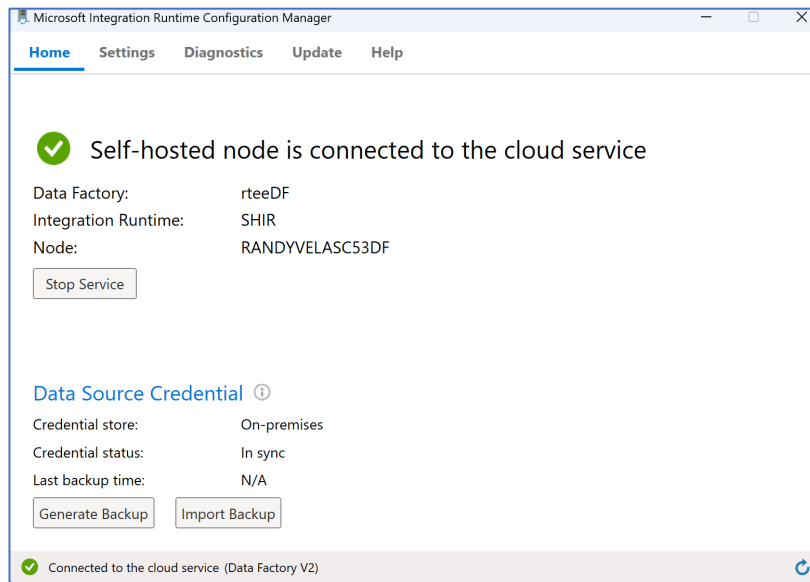 Microsoft Integration Runtime Configuration Manager
Home Settings Diagnostics Update Help
Self-hosted node is connected to the cloud service
Data Factory: rteeDF
Integration Runtime: SHIR
Node: RANDYVELASC53DF
Stop Service
Data Source Credential
Credential store: On-premises
Credential status: In sync
Last backup time: N/A
Generate Backup Import Backup
Connected to the cloud service (Data Factory V2)